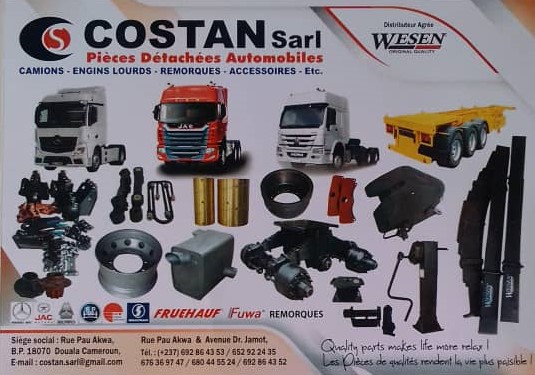 COSTAN Sarl
Pièces Détachées Automobiles
CAMIONS - ENGINS LOURDS - REMORQUES - ACCESSOIRES - Etc.
Distributeur Agrée
WESEN
ORIGINAL QUALITY
JAC
FRUEHAUF
Fuwa
REMORQUES
Siège social : Rue Pau Akwa,
B.P. 18070 Douala Cameroun,
E-mail : costan.sarl@gmail.com
Rue Pau Akwa & Avenue Dr. Jamot,
Tél. : (+237) 692 86 43 53 / 652 92 24 35
676 36 97 47 / 680 44 55 24 / 692 86 43 52
Quality parts makes life more relax !
Les Pièces de qualités rendent la vie plus paisible !